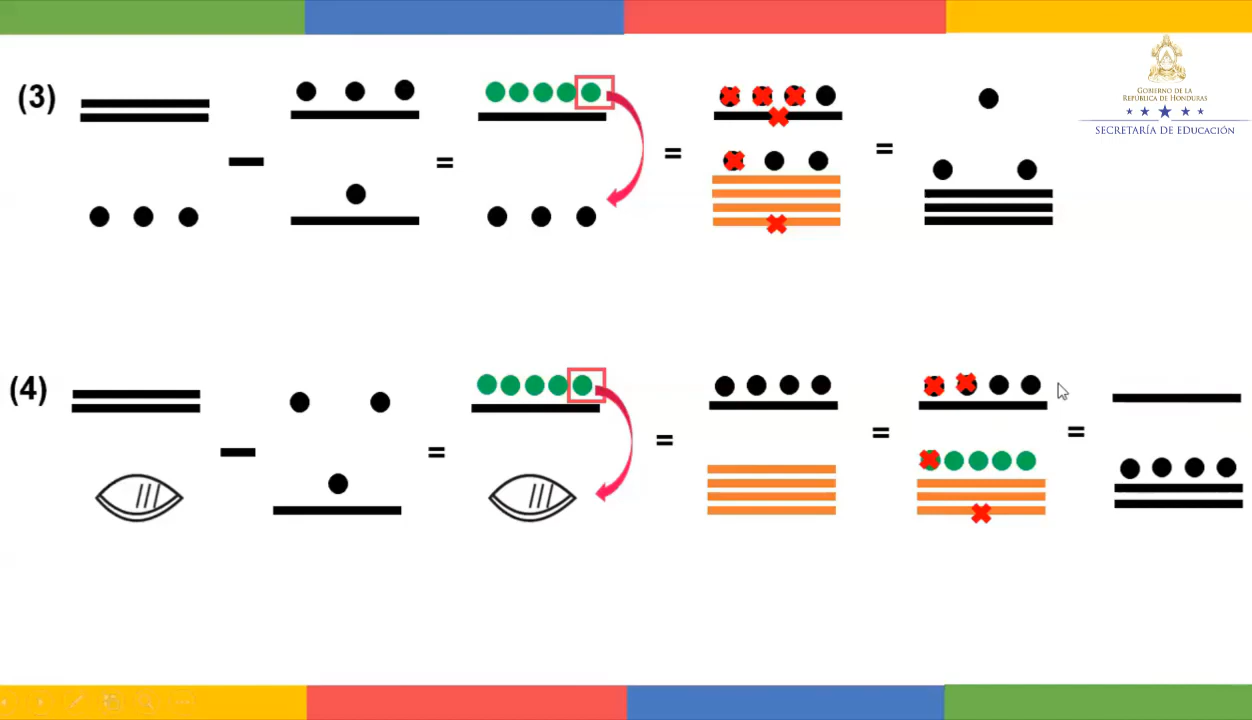 (3)
- = = =
GOBIERNO DE LA
REPÚBLICA DE HONDURAS
SECRETARÍA DE EDUCACIÓN
(4)
- = = = =